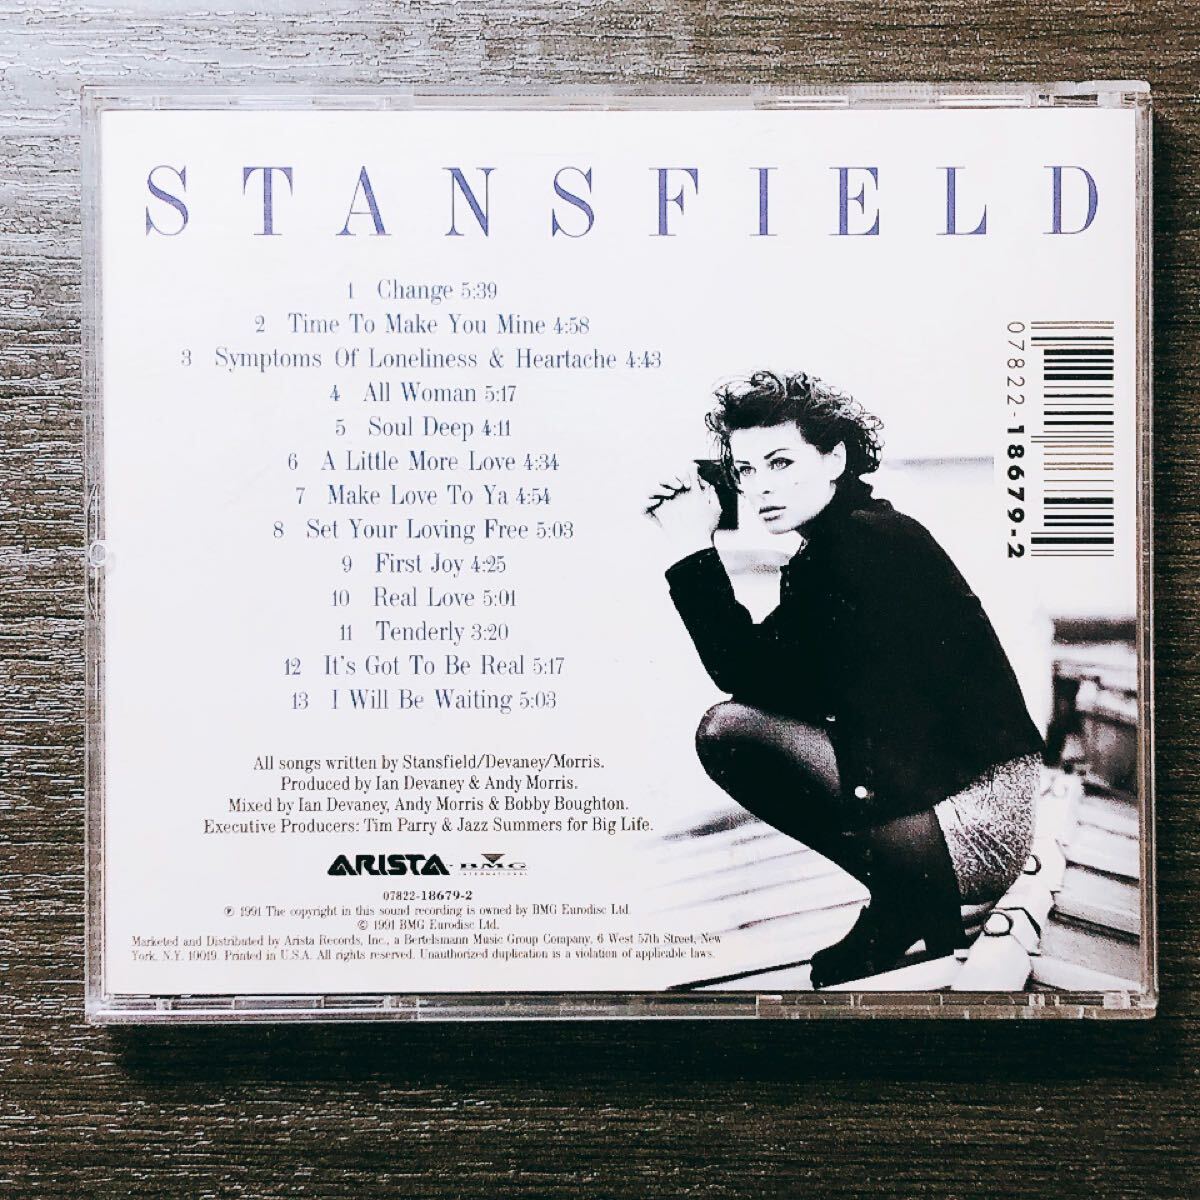 STANSFIELD
1 Change 5:39
2 Time To Make You Mine 4:58
3 Symptoms Of Loneliness & Heartache 4:43
4 All Woman 5:17
5 Soul Deep 4:11
6 A Little More Love 4:34
7 Make Love To Ya 4:54
8 Set Your Loving Free 5:03
9 First Joy 4:25
10 Real Love 5:01
11 Tenderly 3:20
12 It's Got To Be Real 5:17
13 I Will Be Waiting 5:03
07822-18679-2
All songs written by Stansfield/Devaney/Morris.
Produced by Ian Devaney & Andy Morris.
Mixed by Ian Devaney, Andy Morris & Bobby Boughton.
Executive Producers: Tim Parry & Jazz Summers for Big Life.
ARISTA BMG
INTERNATIONAL
07822-18679-2
℗ 1991 The copyright in this sound recording is owned by BMG Eurodisc Ltd.
© 1991 BMG Eurodisc Ltd.
Marketed and Distributed by Arista Records, Inc., a Bertelsmann Music Group Company, 6 West 57th Street, New
York, N.Y. 10019. Printed in U.S.A. All rights reserved. Unauthorized duplication is a violation of applicable laws.